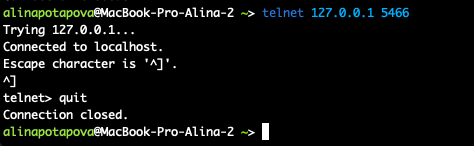 alinapotapova@MacBook-Pro-Alina-2 ~> telnet 127.0.0.1 5466
Trying 127.0.0.1...
Connected to localhost.
Escape character is '^]'.
^]
telnet> quit
Connection closed.
alinapotapova@MacBook-Pro-Alina-2 ~>